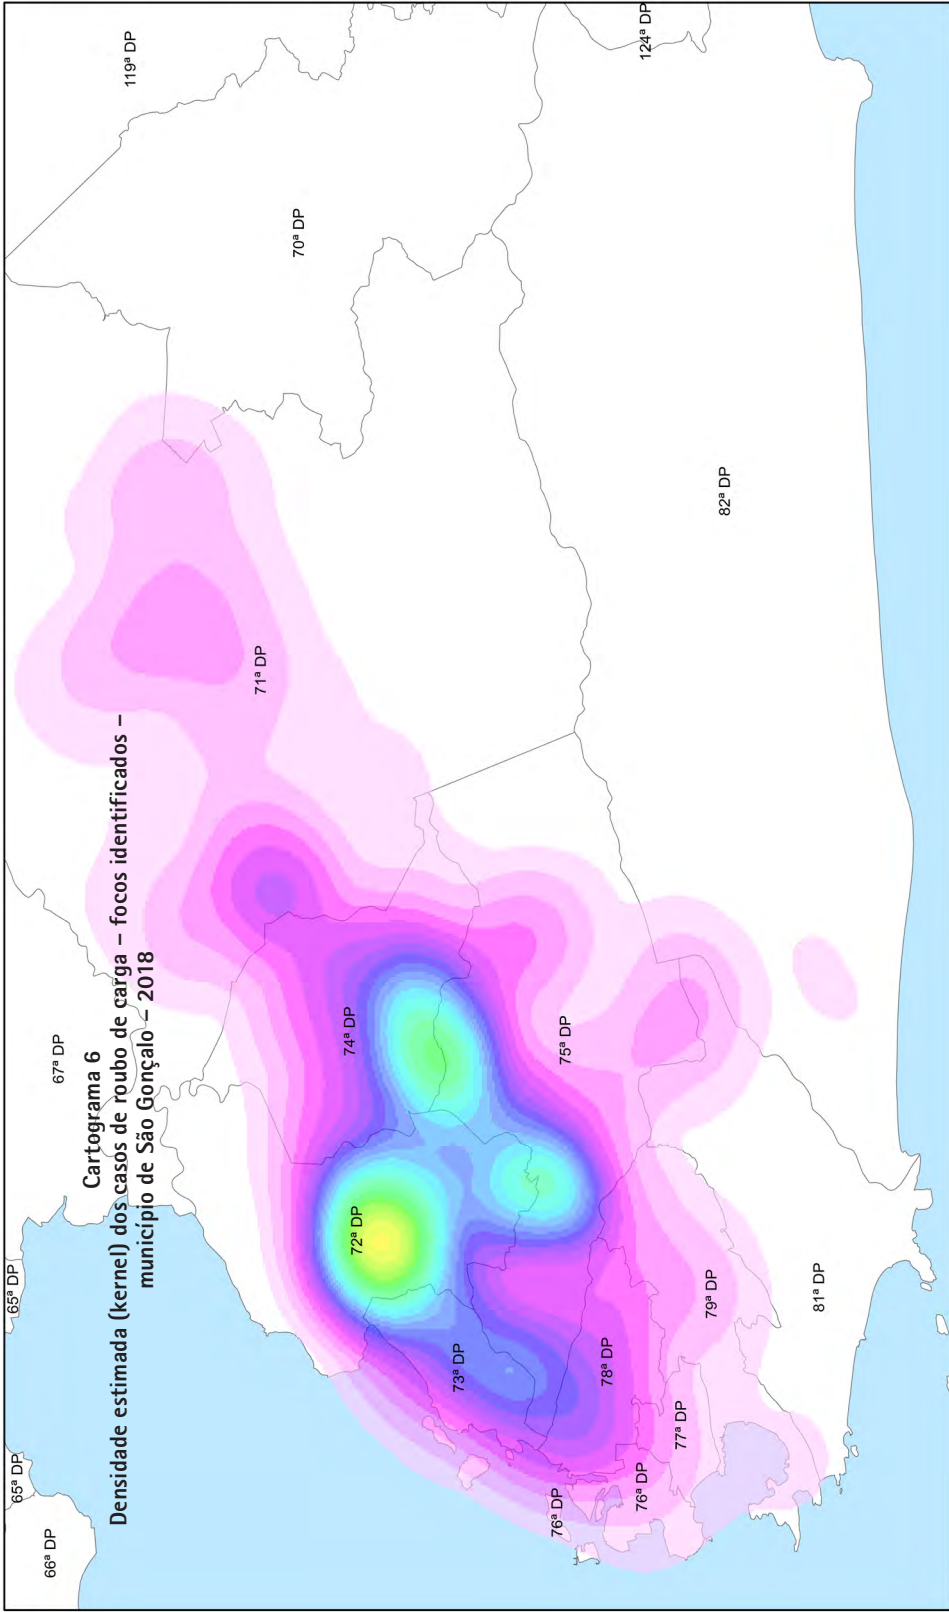 Cartograma 6
Densidade estimada (kernel) dos casos de roubo de carga – focos identificados –
município de São Gonçalo – 2018
66ª DP
65ª DP
65ª DP
67ª DP
119ª DP
71ª DP
70ª DP
124ª DP
72ª DP
74ª DP
73ª DP
75ª DP
76ª DP
78ª DP
76ª DP
77ª DP
79ª DP
81ª DP
82ª DP